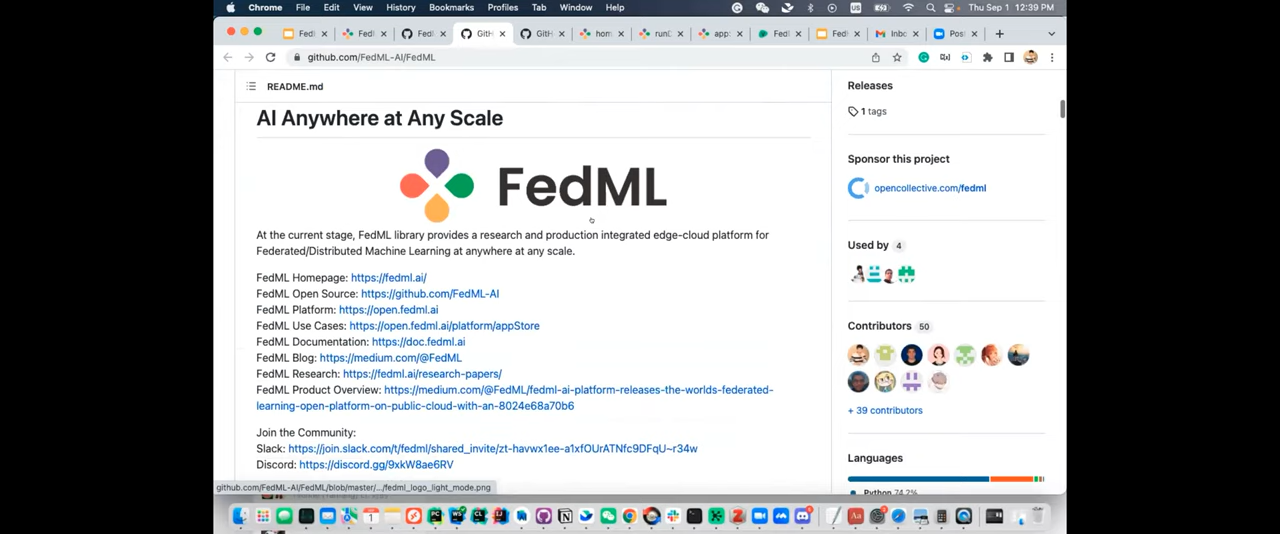 Chrome File Edit View History Bookmarks Profiles Tab Window Help US Thu Sep 1 12:39 PM
Fed GitH GitH hom app Fed Inbo Pos
github.com/FedML-AI/FedML
README.md
AI Anywhere at Any Scale
FedML
At the current stage, FedML library provides a research and production integrated edge-cloud platform for
Federated/Distributed Machine Learning at anywhere at any scale.
FedML Homepage: https://fedml.ai/
FedML Open Source: https://github.com/FedML-AI
FedML Platform: https://open.fedml.ai
FedML Use Cases: https://open.fedml.ai/platform/appStore
FedML Documentation: https://doc.fedml.ai
FedML Blog: https://medium.com/@FedML
FedML Research: https://fedml.ai/research-papers/
FedML Product Overview: https://medium.com/@FedML/fedml-ai-platform-releases-the-worlds-federated-
learning-open-platform-on-public-cloud-with-an-8024e68a70b6
Join the Community:
Slack: https://join.slack.com/t/fedml/shared_invite/zt-havwx1ee-a1xfOUrATNfc9DFqU~r34w
Discord: https://discord.gg/9xkW8ae6RV
github.com/FedML-AI/FedML/blob/master/.../fedml_logo_light_mode.png
Releases
1 tags
Sponsor this project
opencollective.com/fedml
Used by 4
Contributors 50
+ 39 contributors
Languages
Python 74.2%